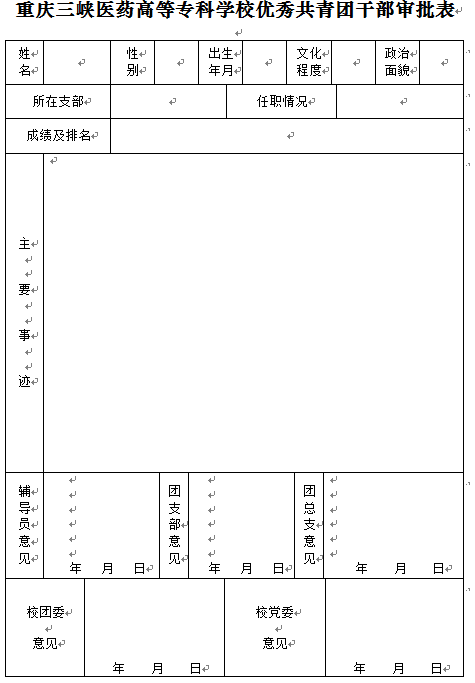 重庆三峡医药高等专科学校优秀共青团干部审批表
姓名
性别
出生年月
文化程度
政治面貌
所在支部
任职情况
成绩及排名
主要事迹
辅导员意见
年 月 日
团支部意见
年 月 日
团总支意见
年 月 日
校团委意见
年 月 日
校党委意见
年 月 日